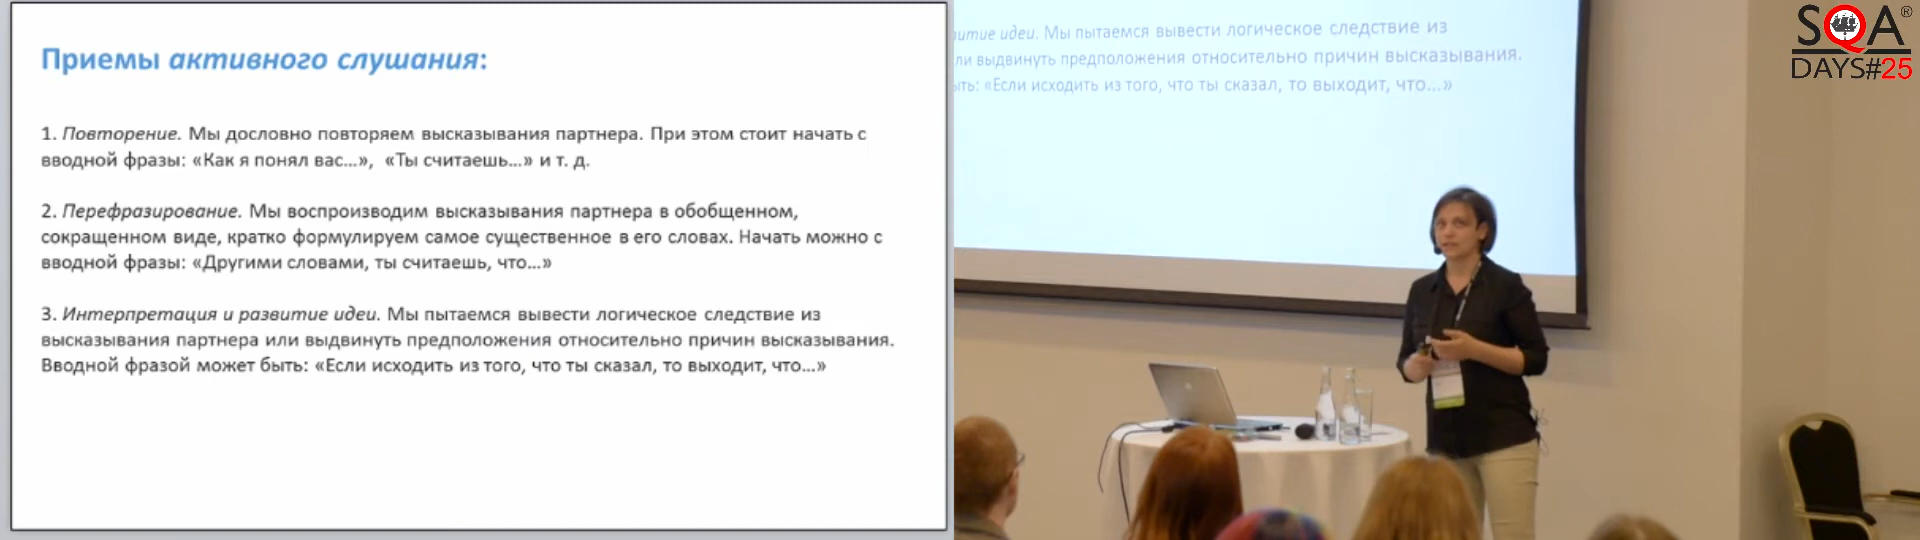 Приемы активного слушания:
1. Повторение. Мы дословно повторяем высказывания партнера. При этом стоит начать с
вводной фразы: «Как я понял вас...», «Ты считаешь...» и т. д.
2. Перефразирование. Мы воспроизводим высказывания партнера в обобщенном,
сокращенном виде, кратко формулируем самое существенное в его словах. Начать можно с
вводной фразы: «Другими словами, ты считаешь, что...»
3. Интерпретация и развитие идеи. Мы пытаемся вывести логическое следствие из
высказывания партнера или выдвинуть предположения относительно причин высказывания.
Вводной фразой может быть: «Если исходить из того, что ты сказал, то выходит, что...»
идеи. Мы пытаемся вывести логическое следствие из
ли выдвинуть предположения относительно причин высказывания.
ыть: «Если исходить из того, что ты сказал, то выходит, что...»
SQA®
DAYS#25